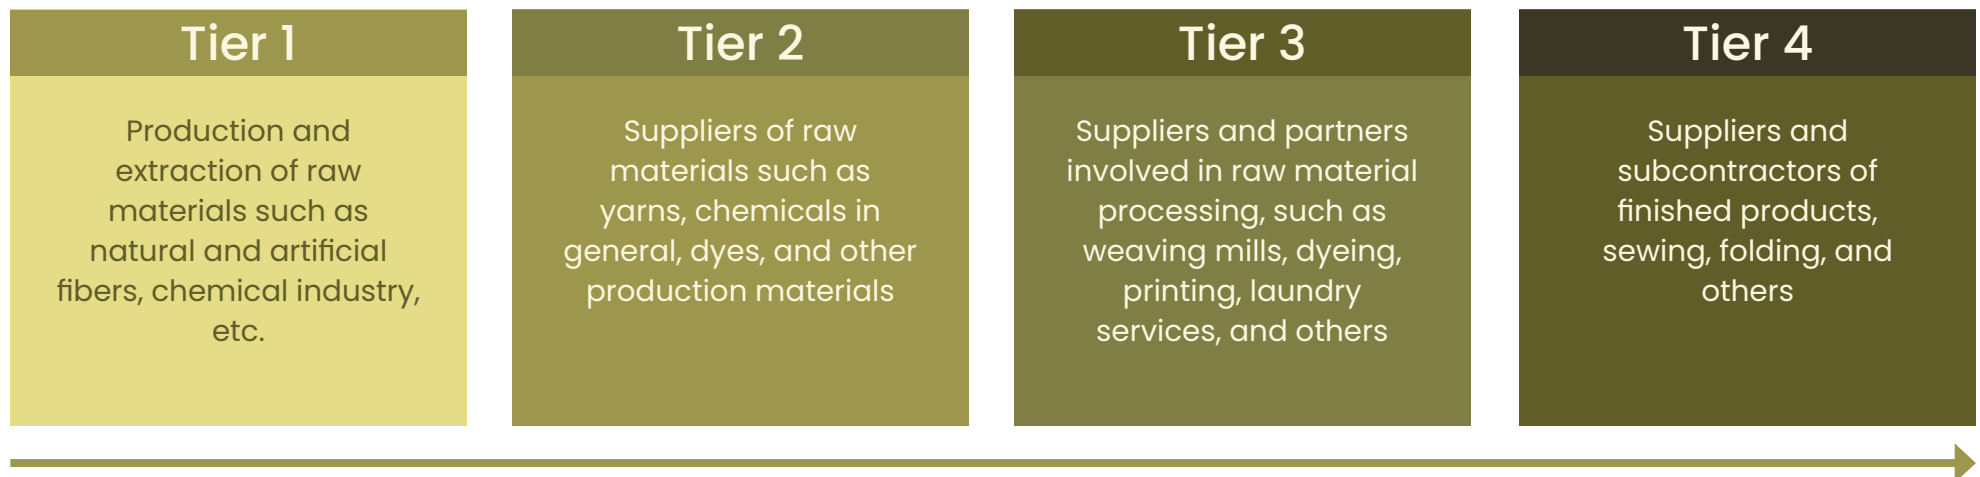 Tier 1
Production and
extraction of raw
materials such as
natural and artificial
fibers, chemical industry,
etc.
Tier 2
Suppliers of raw
materials such as
yarns, chemicals in
general, dyes, and other
production materials
Tier 3
Suppliers and partners
involved in raw material
processing, such as
weaving mills, dyeing,
printing, laundry
services, and others
Tier 4
Suppliers and
subcontractors of
finished products,
sewing, folding, and
others